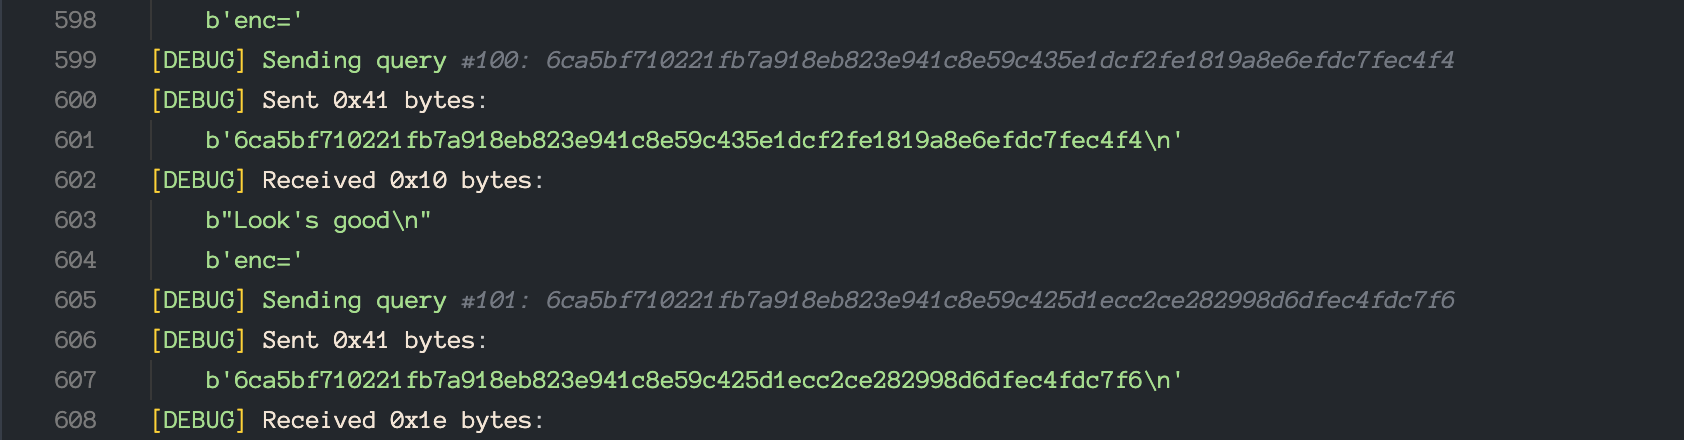 598 b'enc='
599 [DEBUG] Sending query #100: 6ca5bf710221fb7a918eb823e941c8e59c435e1dcf2fe1819a8e6efdc7fec4f4
600 [DEBUG] Sent 0x41 bytes:
601 b'6ca5bf710221fb7a918eb823e941c8e59c435e1dcf2fe1819a8e6efdc7fec4f4\n'
602 [DEBUG] Received 0x10 bytes:
603 b"Look's good\n"
604 b'enc='
605 [DEBUG] Sending query #101: 6ca5bf710221fb7a918eb823e941c8e59c425d1ecc2ce282998d6dfec4fdc7f6
606 [DEBUG] Sent 0x41 bytes:
607 b'6ca5bf710221fb7a918eb823e941c8e59c425d1ecc2ce282998d6dfec4fdc7f6\n'
608 [DEBUG] Received 0x1e bytes: